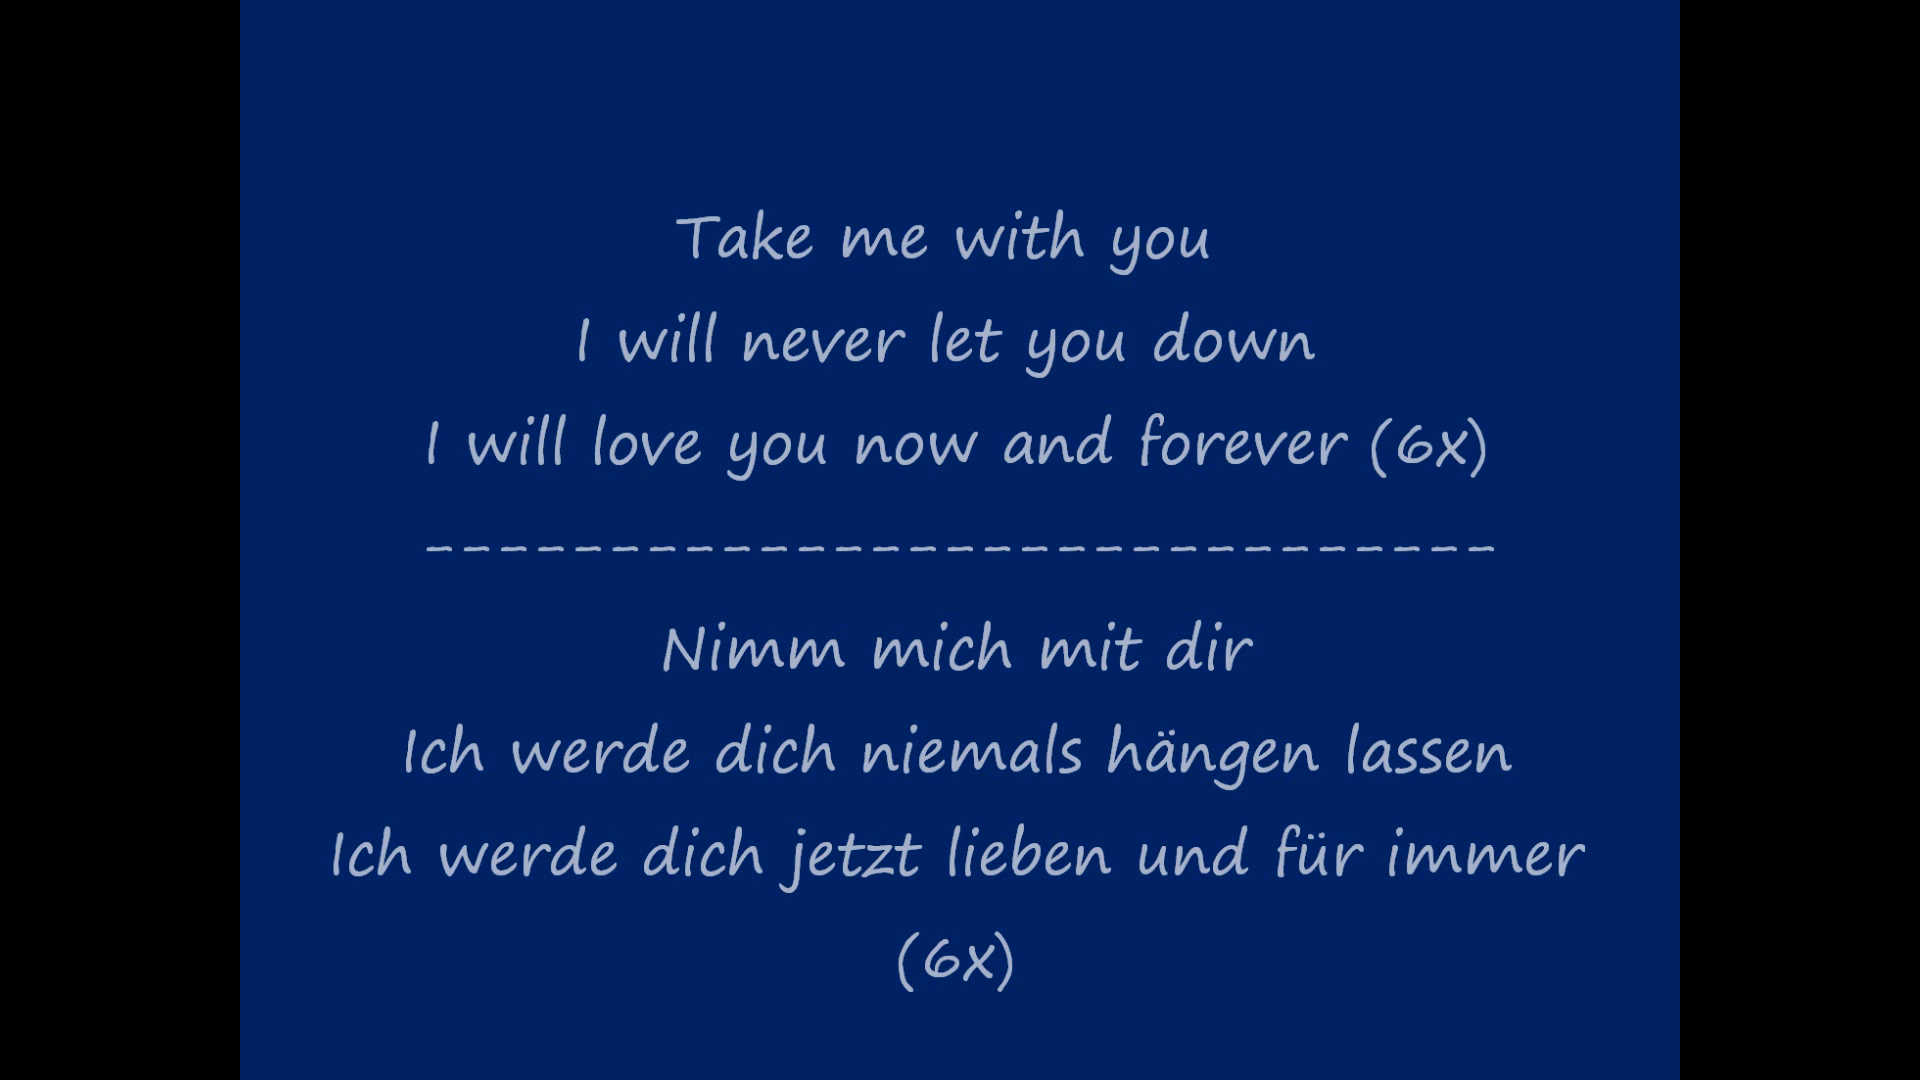 Take me with you
I will never let you down
I will love you now and forever (6x)
-----------------------------
Nimm mich mit dir
Ich werde dich niemals hängen lassen
Ich werde dich jetzt lieben und für immer
(6x)